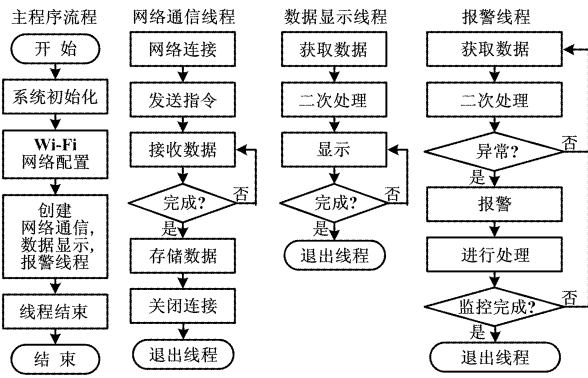 主程序流程
开 始
系统初始化
Wi-Fi
网络配置
创建
网络通信,
数据显示,
报警线程
线程结束
结 束
网络通信线程
网络连接
发送指令
接收数据
完成?
否
是
存储数据
关闭连接
退出线程
数据显示线程
获取数据
二次处理
显示
完成?
否
是
退出线程
报警线程
获取数据
二次处理
异常?
否
是
报警
进行处理
监控完成?
否
是
退出线程